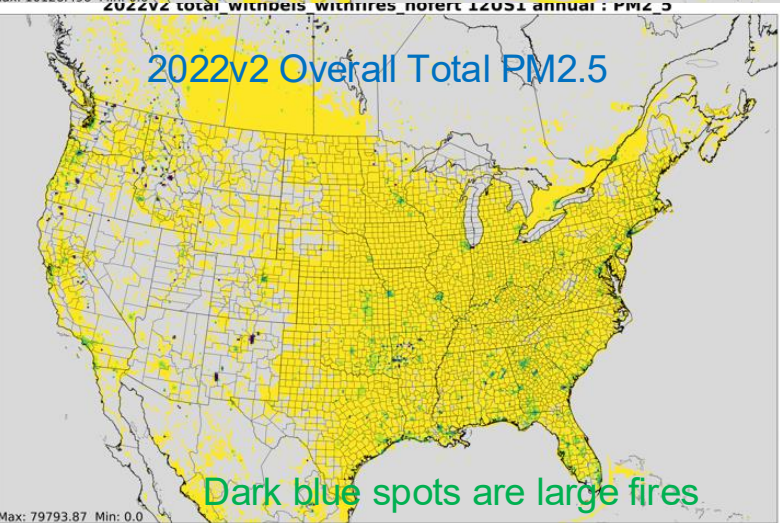 2022v2 total_withbeis_withfires_nofert 12US1 annual : PM2_5
2022v2 Overall Total PM2.5
Dark blue spots are large fires
Max: 79793.87 Min: 0.0